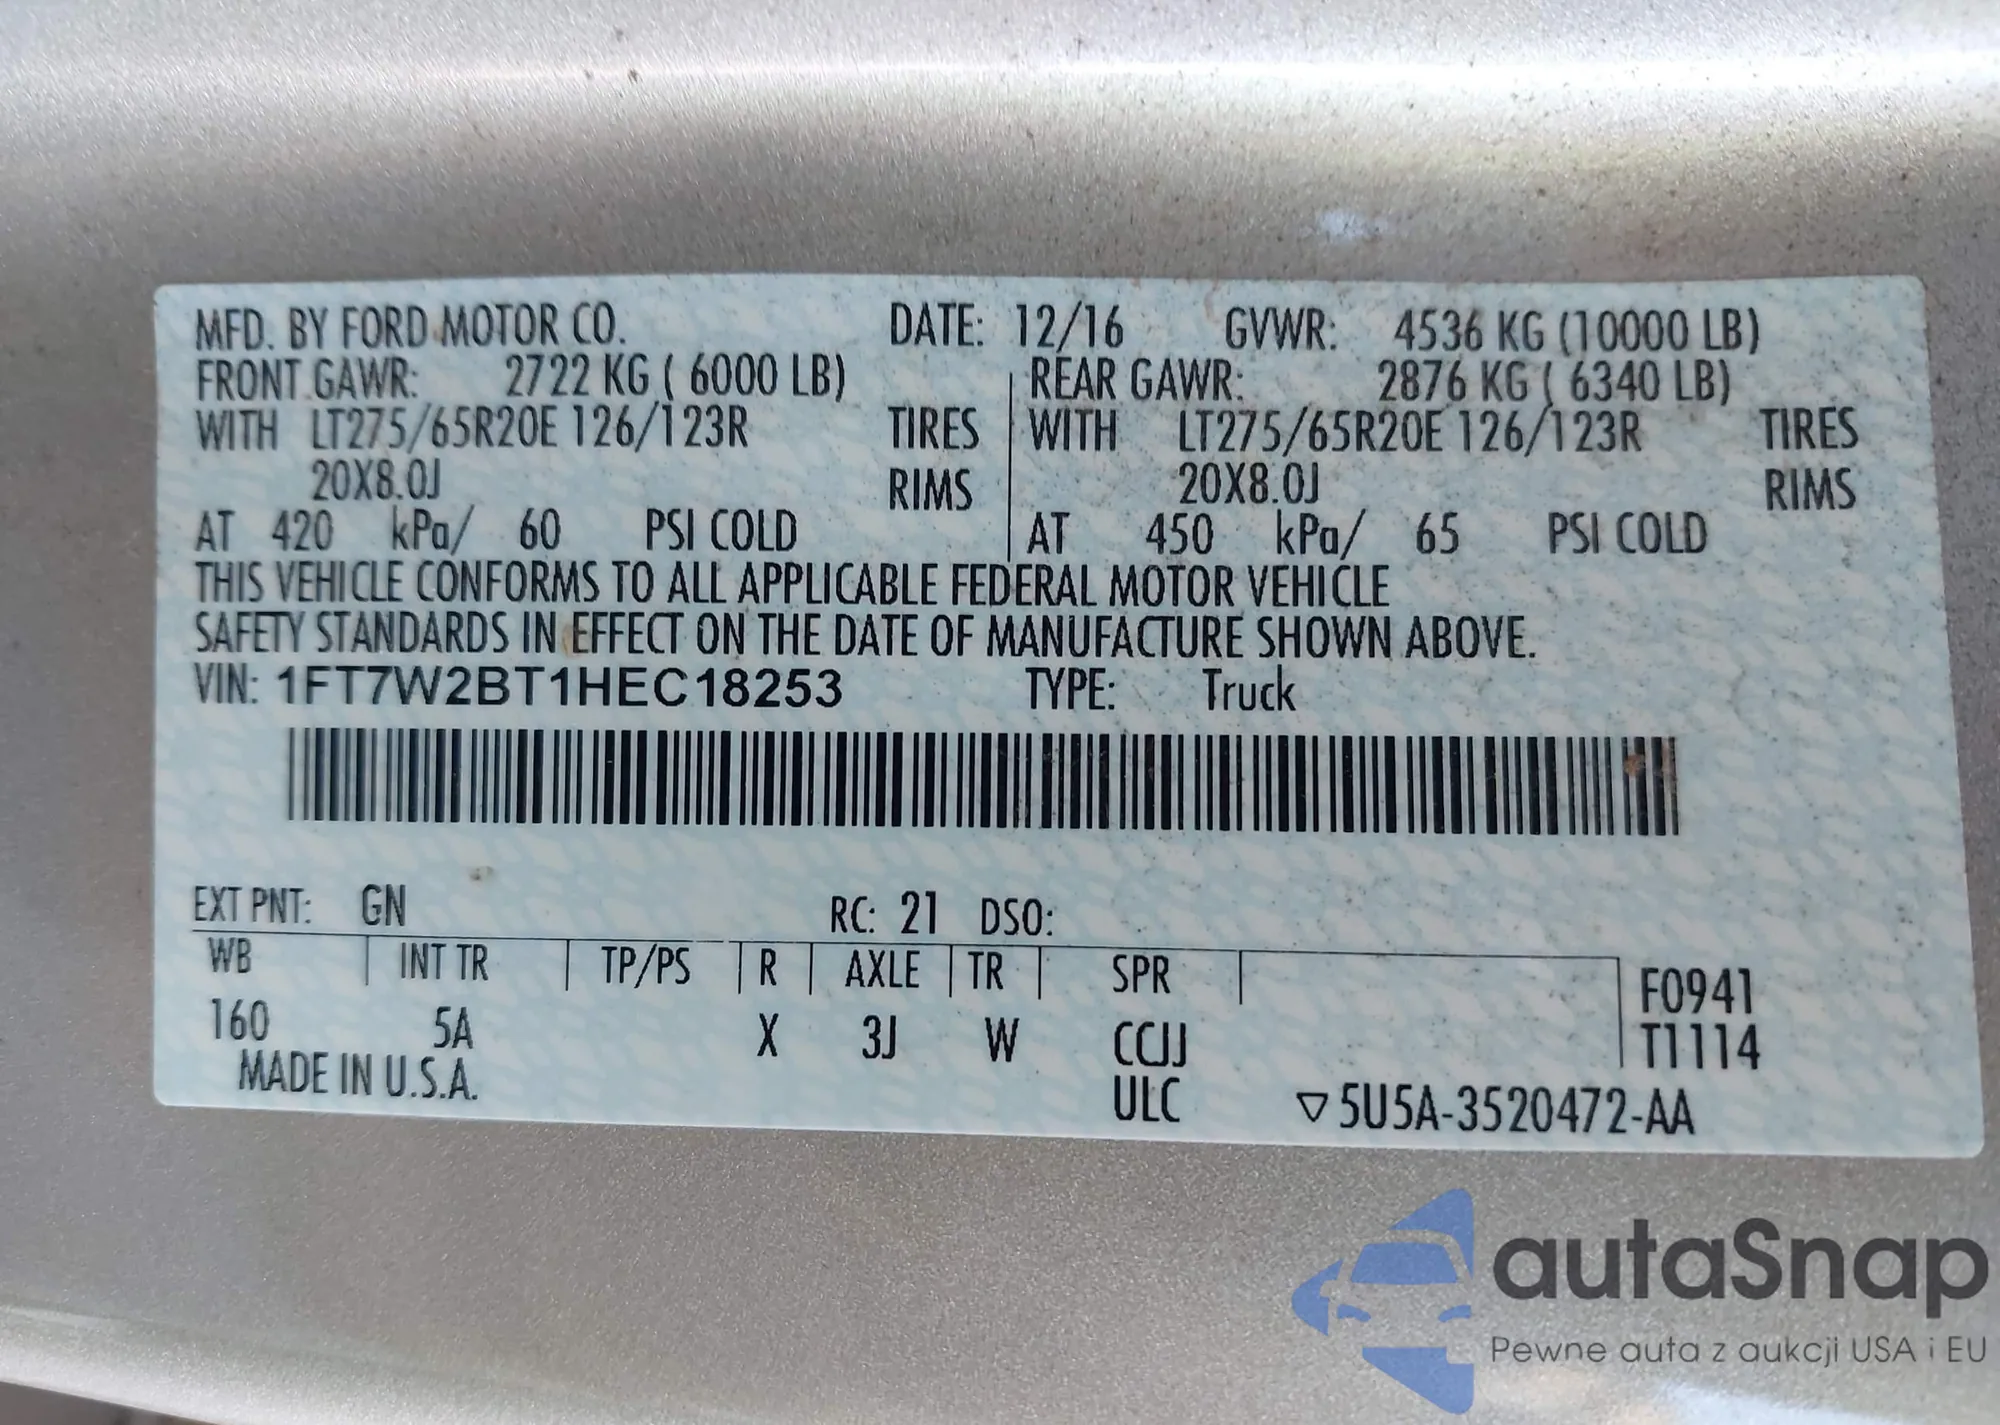 MFD. BY FORD MOTOR CO. DATE: 12/16 GVWR: 4536 KG (10000 LB)
FRONT GAWR: 2722 KG ( 6000 LB) REAR GAWR: 2876 KG ( 6340 LB)
WITH LT275/65R20E 126/123R TIRES WITH LT275/65R20E 126/123R TIRES
20X8.0J RIMS 20X8.0J RIMS
AT 420 kPa/ 60 PSI COLD AT 450 kPa/ 65 PSI COLD
THIS VEHICLE CONFORMS TO ALL APPLICABLE FEDERAL MOTOR VEHICLE
SAFETY STANDARDS IN EFFECT ON THE DATE OF MANUFACTURE SHOWN ABOVE.
VIN: 1FT7W2BT1HEC18253 TYPE: Truck
EXT PNT: GN RC: 21 DSO:
WB INT TR TP/PS R AXLE TR SPR F0941
160 5A X 3J W CCJJ T1114
MADE IN U.S.A. ULC ▽5U5A-3520472-AA
autaSnap
Pewne auta z aukcji USA i EU